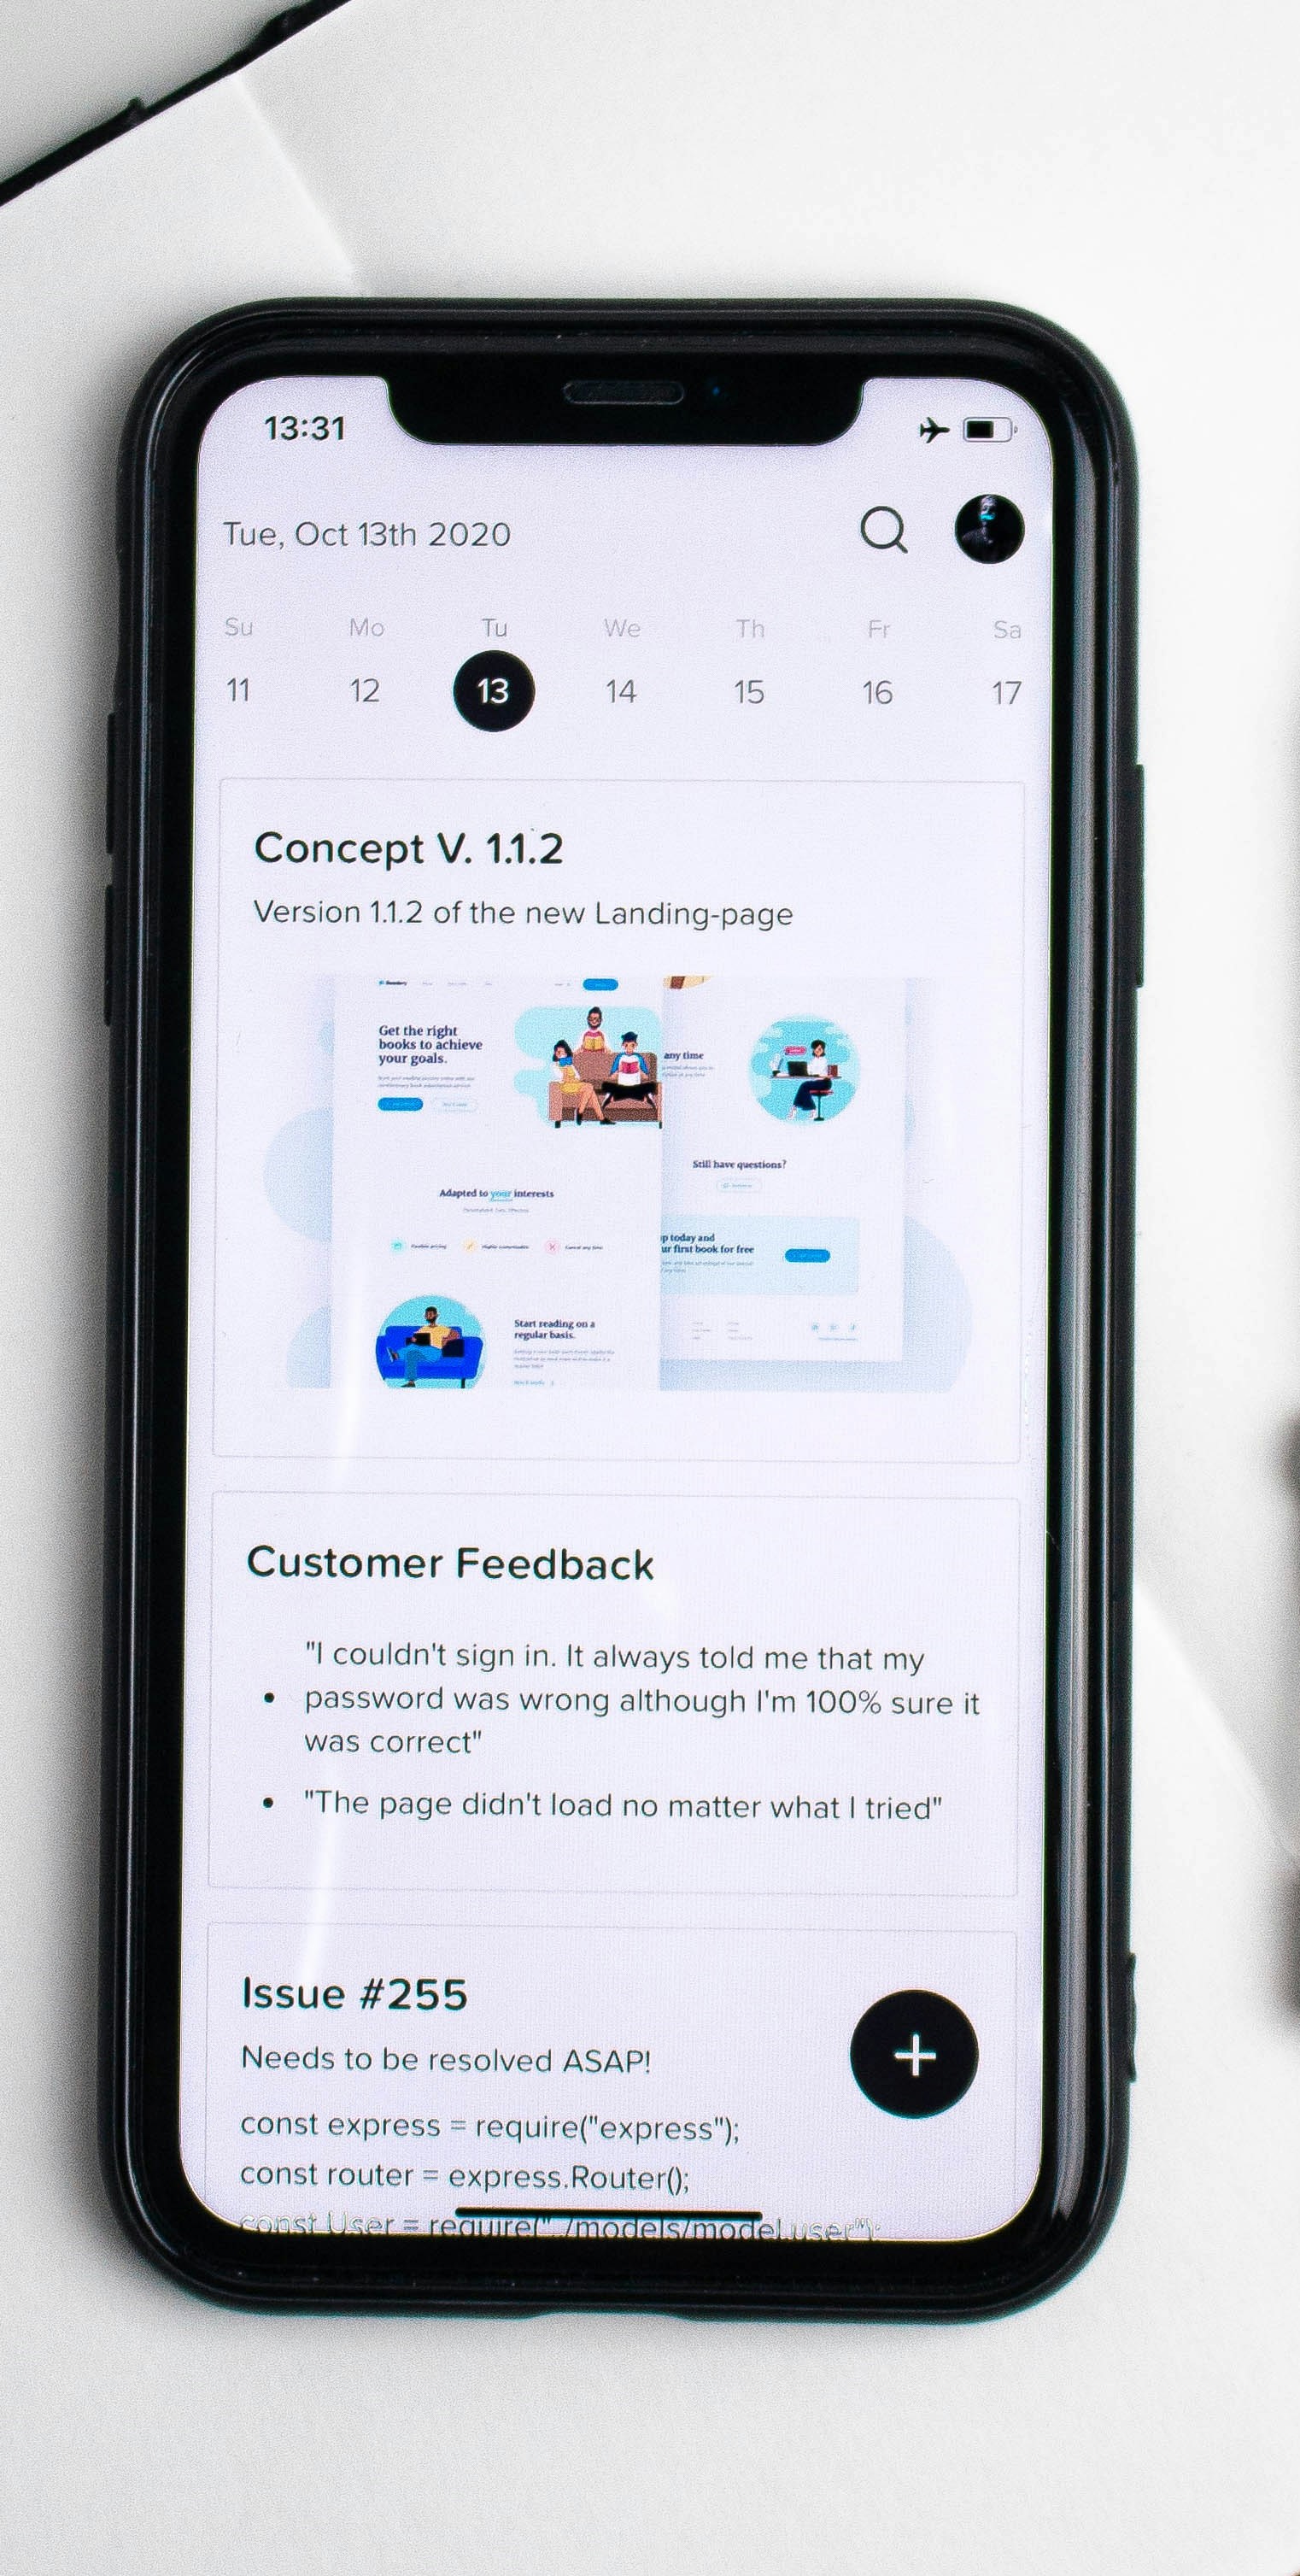 13:31
Tue, Oct 13th 2020
Su Mo Tu We Th Fr Sa
11 12 13 14 15 16 17
Concept V. 1.1.2
Version 1.1.2 of the new Landing-page
Get the right
books to achieve
your goals.
any time
Still have questions?
Adapted to your interests
p today and
ur first book for free
Start reading on a
regular basis.
Customer Feedback
"I couldn't sign in. It always told me that my
• password was wrong although I'm 100% sure it
was correct"
• "The page didn't load no matter what I tried"
Issue #255
Needs to be resolved ASAP!
+
const express = require("express");
const router = express.Router();
const User = require("../models/model.user");